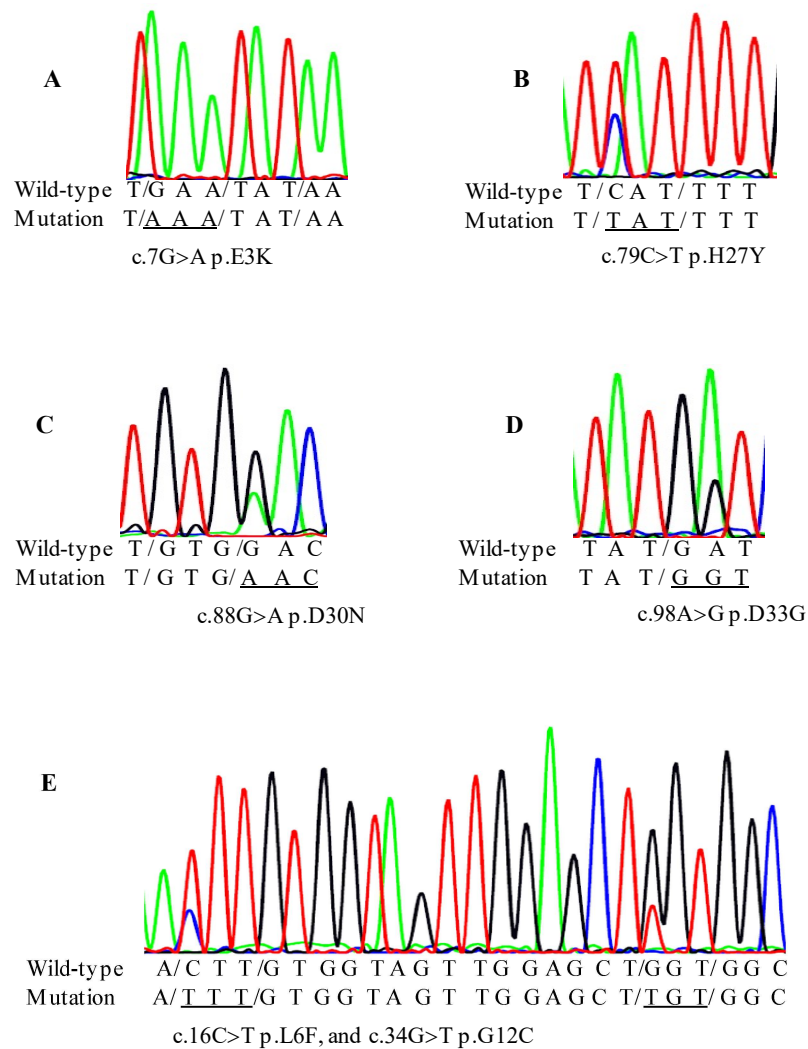 A
Wild-type T/G A A/T A T/A A
Mutation T/A A A/T A T/A A
c.7G>A p.E3K
B
Wild-type T/C A T/T T T
Mutation T/T A T/T T T
c.79C>T p.H27Y
C
Wild-type T/G T G/G A C
Mutation T/G T G/A A C
c.88G>A p.D30N
D
Wild-type T A T/G A T
Mutation T A T/G G T
c.98A>G p.D33G
E
Wild-type A/C T T/G T G G T A G T T G G A G C T/G G T/G G C
Mutation A/T T T/G T G G T A G T T G G A G C T/T G T/G G C
c.16C>T p.L6F, and c.34G>T p.G12C